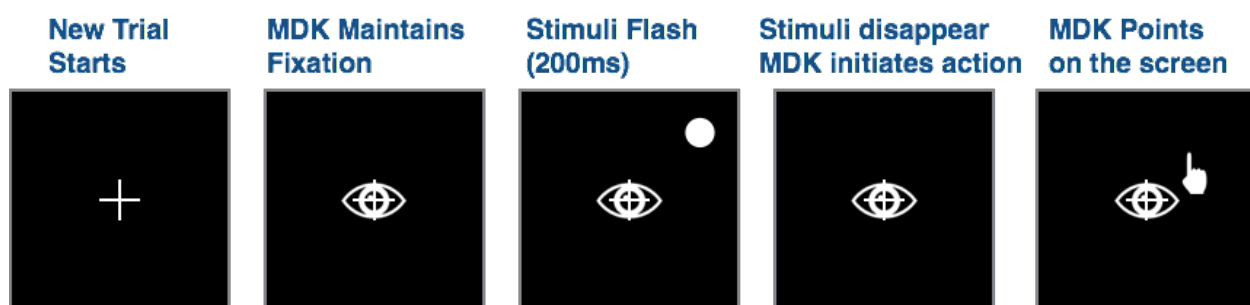 New Trial
Starts
MDK Maintains
Fixation
Stimuli Flash
(200ms)
Stimuli disappear
MDK initiates action
MDK Points
on the screen